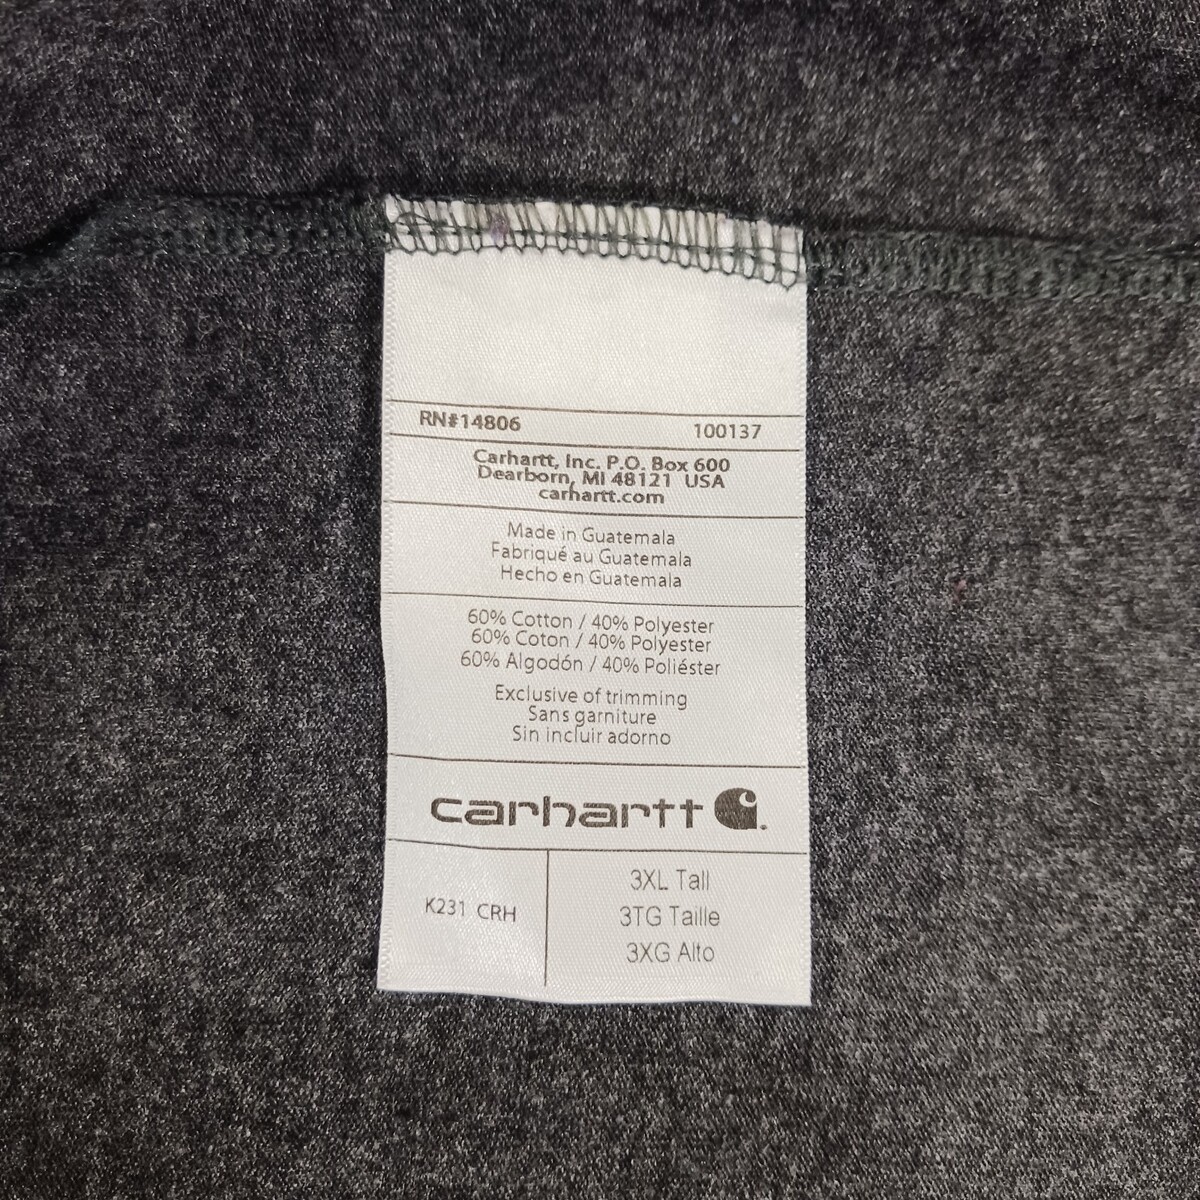 RN#14806 100137
Carhartt, Inc. P.O. Box 600
Dearborn, MI 48121 USA
carhartt.com
Made in Guatemala
Fabriqué au Guatemala
Hecho en Guatemala
60% Cotton / 40% Polyester
60% Coton / 40% Polyester
60% Algodón / 40% Poliéster
Exclusive of trimming
Sans garniture
Sin incluir adorno
carhartt
K231 CRH
3XL Tall
3TG Taille
3XG Alto